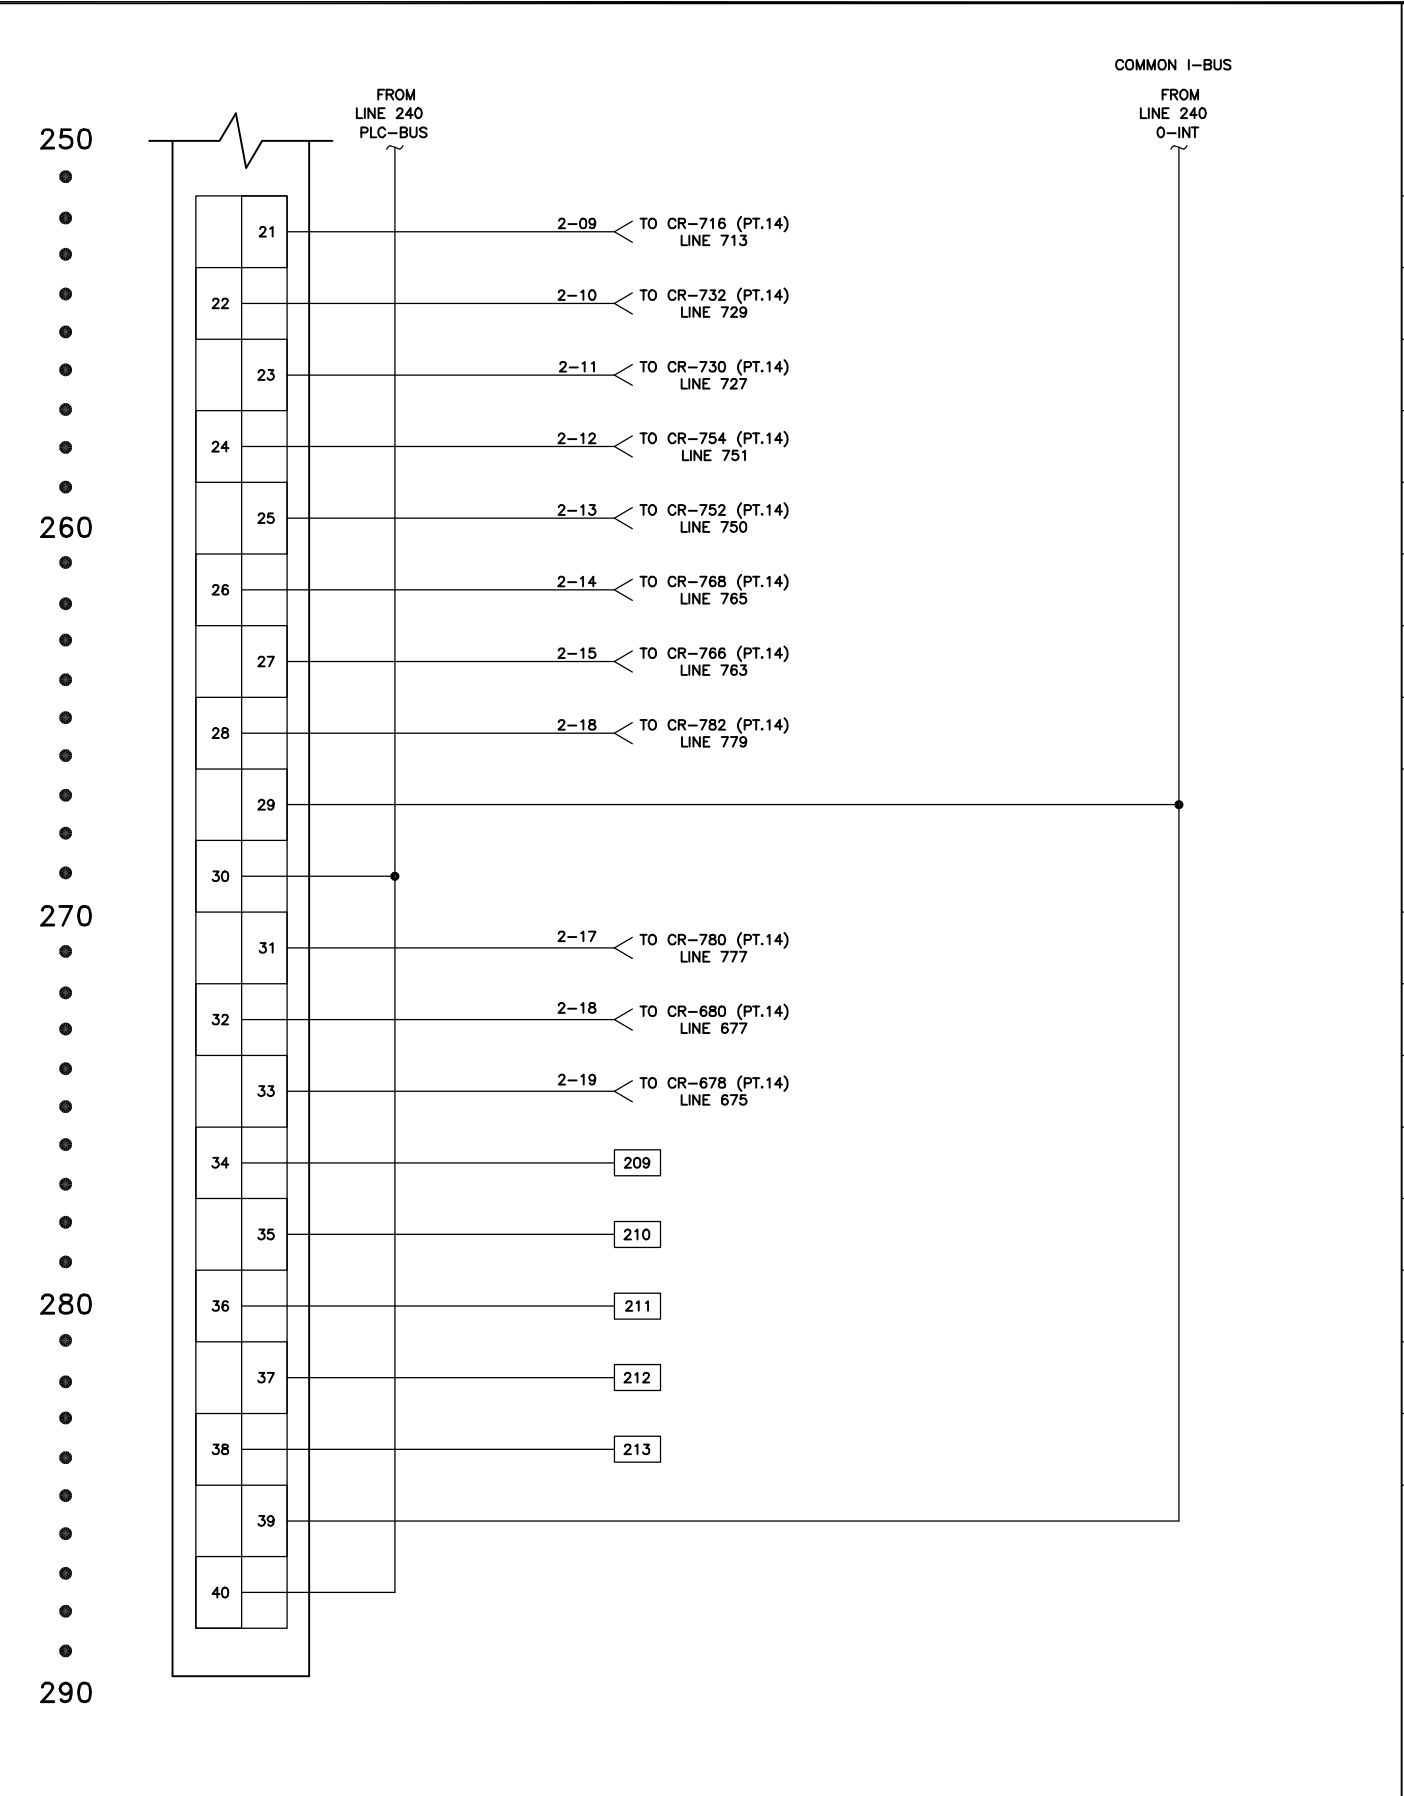 COMMON I-BUS
FROM
LINE 240
PLC-BUS
FROM
LINE 240
0-INT
250
21
2-09
TO CR-716 (PT.14)
LINE 713
22
2-10
TO CR-732 (PT.14)
LINE 729
23
2-11
TO CR-730 (PT.14)
LINE 727
24
2-12
TO CR-754 (PT.14)
LINE 751
25
2-13
TO CR-752 (PT.14)
LINE 750
260
26
2-14
TO CR-768 (PT.14)
LINE 765
27
2-15
TO CR-766 (PT.14)
LINE 763
28
2-18
TO CR-782 (PT.14)
LINE 779
29
30
270
31
2-17
TO CR-780 (PT.14)
LINE 777
32
2-18
TO CR-680 (PT.14)
LINE 677
33
2-19
TO CR-678 (PT.14)
LINE 675
34
209
35
210
280
36
211
37
212
38
213
39
40
290